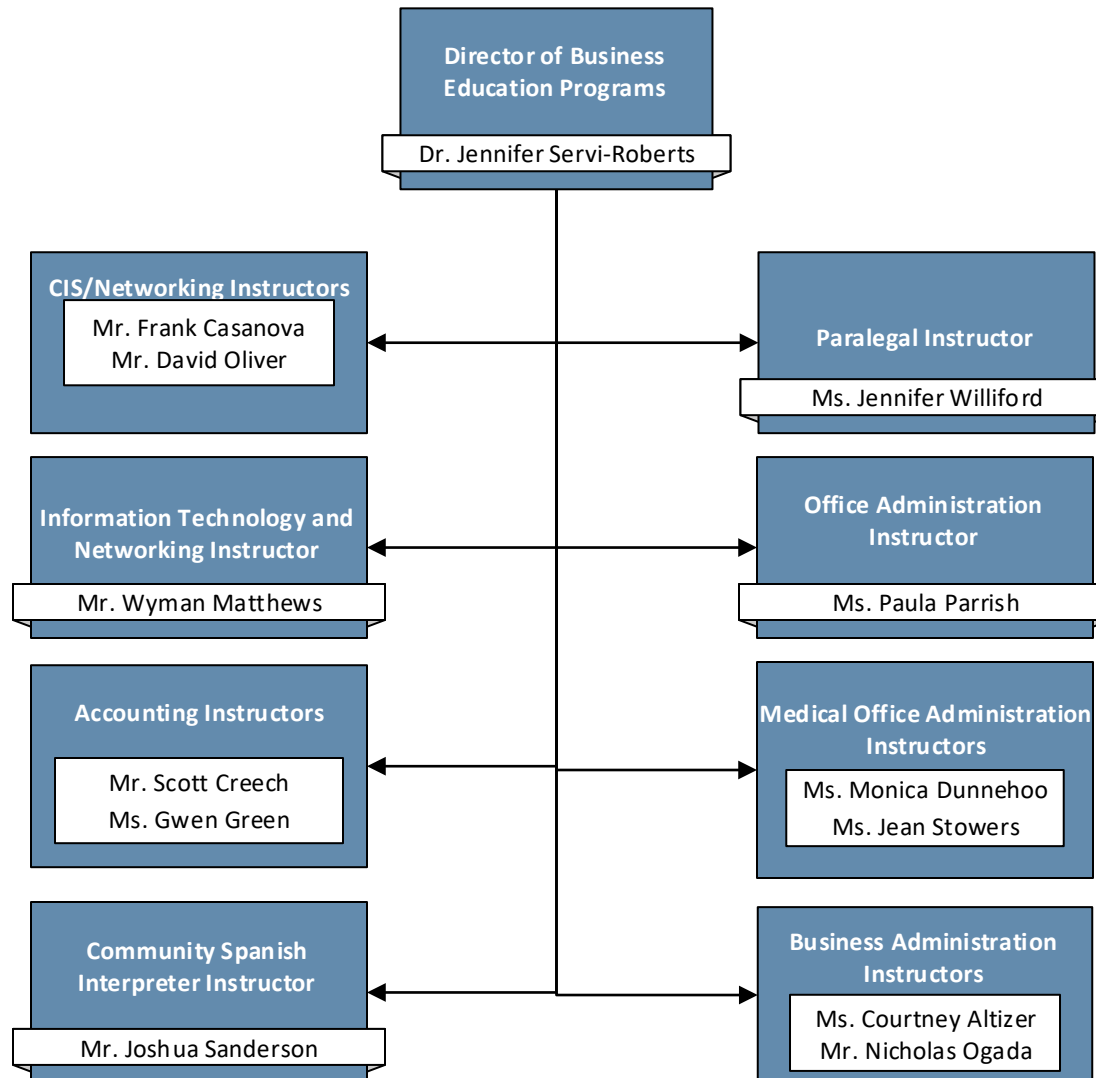 Director of Business
Education Programs
Dr. Jennifer Servi-Roberts
CIS/Networking Instructors
Mr. Frank Casanova
Mr. David Oliver
Paralegal Instructor
Ms. Jennifer Williford
Information Technology and
Networking Instructor
Mr. Wyman Matthews
Office Administration
Instructor
Ms. Paula Parrish
Accounting Instructors
Mr. Scott Creech
Ms. Gwen Green
Medical Office Administration
Instructors
Ms. Monica Dunnehoo
Ms. Jean Stowers
Community Spanish
Interpreter Instructor
Mr. Joshua Sanderson
Business Administration
Instructors
Ms. Courtney Altizer
Mr. Nicholas Ogada